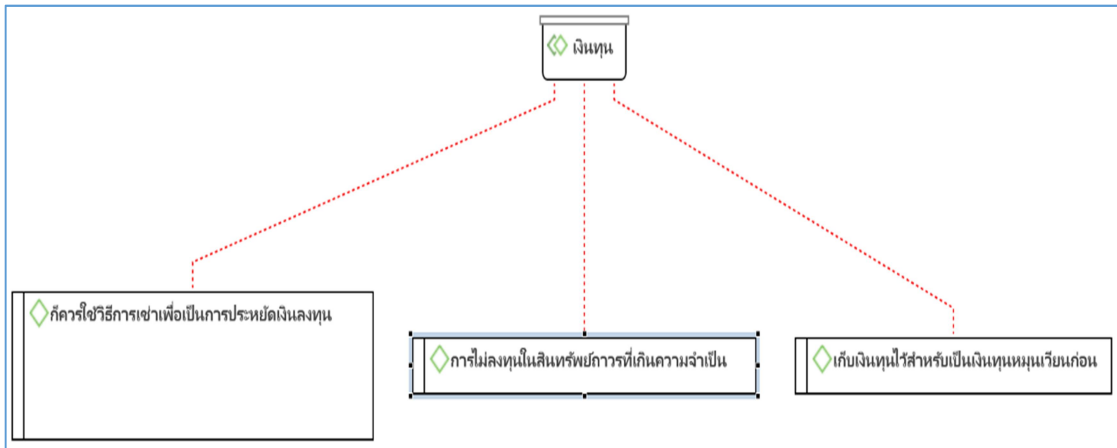 เงินทุน
ก็ควรใช้วิธีการเช่าเพื่อเป็นการประหยัดเงินลงทุน
การไม่ลงทุนในสินทรัพย์ถาวรที่เกินความจำเป็น
เก็บเงินทุนไว้สำหรับเป็นเงินทุนหมุนเวียนก่อน